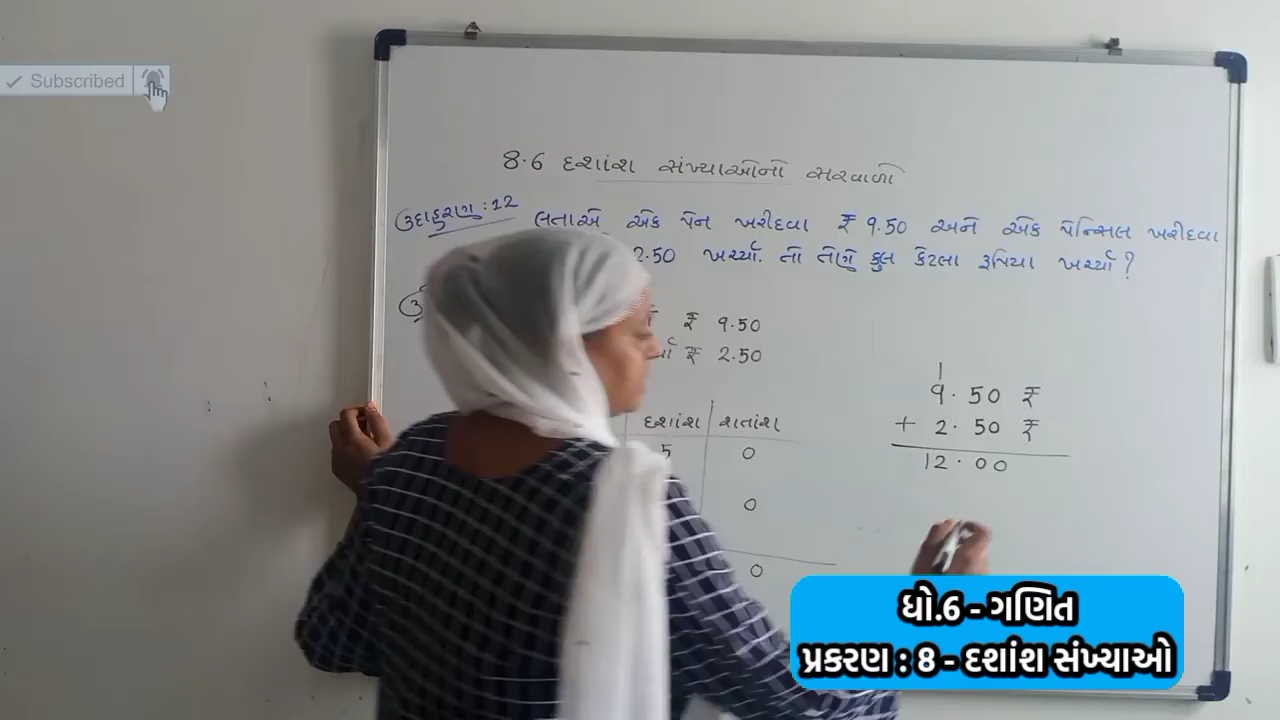 Subscribed
8.6 દશાંશ સંખ્યાઓનો સરવાળો
ઉદાહરણ : 12 લતાએ એક પેન ખરીદવા ₹ 9.50 અને એક પેન્સિલ ખરીદવા
2.50 ખર્ચ્યા. તો તેણે કુલ કેટલા રૂપિયા ખર્ચ્યા ?
₹ 9.50
₹ 2.50
દશાંશ શતાંશ
5 0
0
0
1
9.50 ₹
+ 2.50 ₹
12.00
ધો.6 - ગણિત
પ્રકરણ : 8 - દશાંશ સંખ્યાઓ